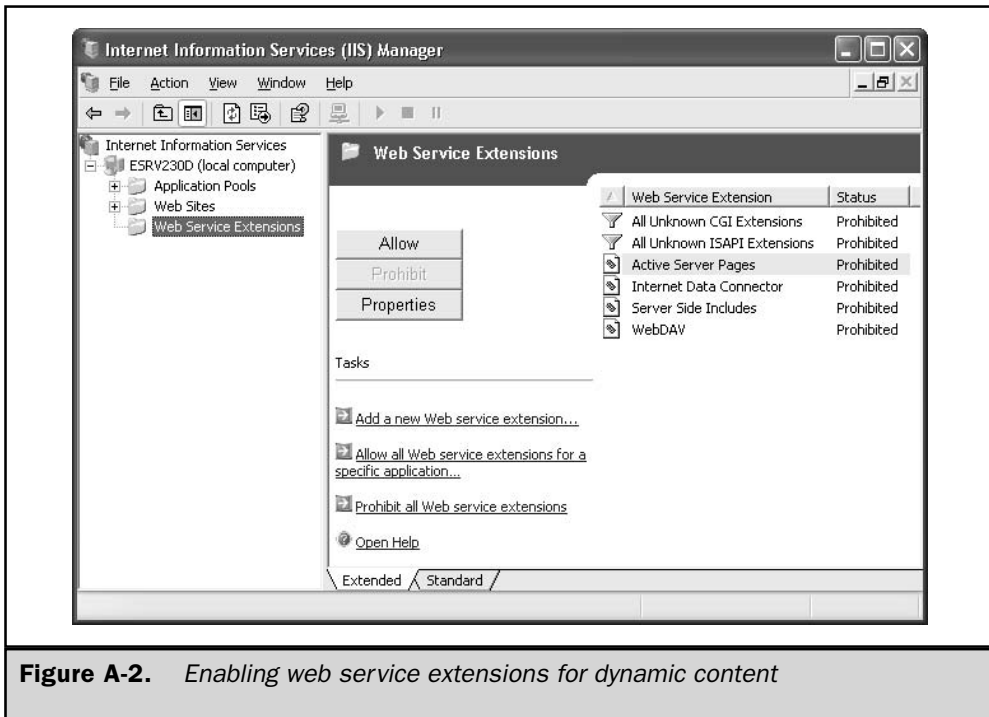 Internet Information Services (IIS) Manager
File Action View Window Help
Internet Information Services
ESRV230D (local computer)
Application Pools
Web Sites
Web Service Extensions
Web Service Extensions
Allow
Prohibit
Properties
Tasks
Add a new Web service extension...
Allow all Web service extensions for a
specific application...
Prohibit all Web service extensions
Open Help
Web Service Extension Status
All Unknown CGI Extensions Prohibited
All Unknown ISAPI Extensions Prohibited
Active Server Pages Prohibited
Internet Data Connector Prohibited
Server Side Includes Prohibited
WebDAV Prohibited
Extended Standard
Figure A-2. Enabling web service extensions for dynamic content